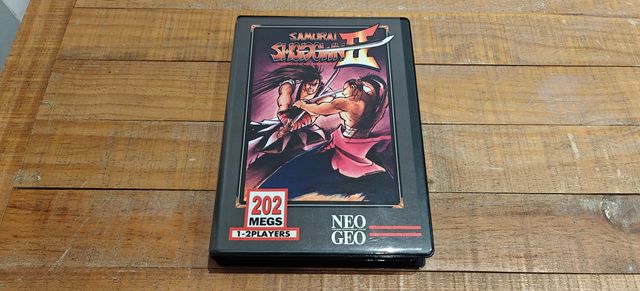 SAMURAI
SHODOWN II
202
MEGS
1-2PLAYERS
NEO
GEO